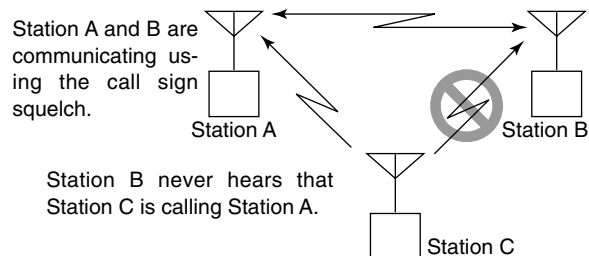 Station A and B are
communicating us-
ing the call sign
squelch.
Station A
Station B
Station B never hears that
Station C is calling Station A.
Station C